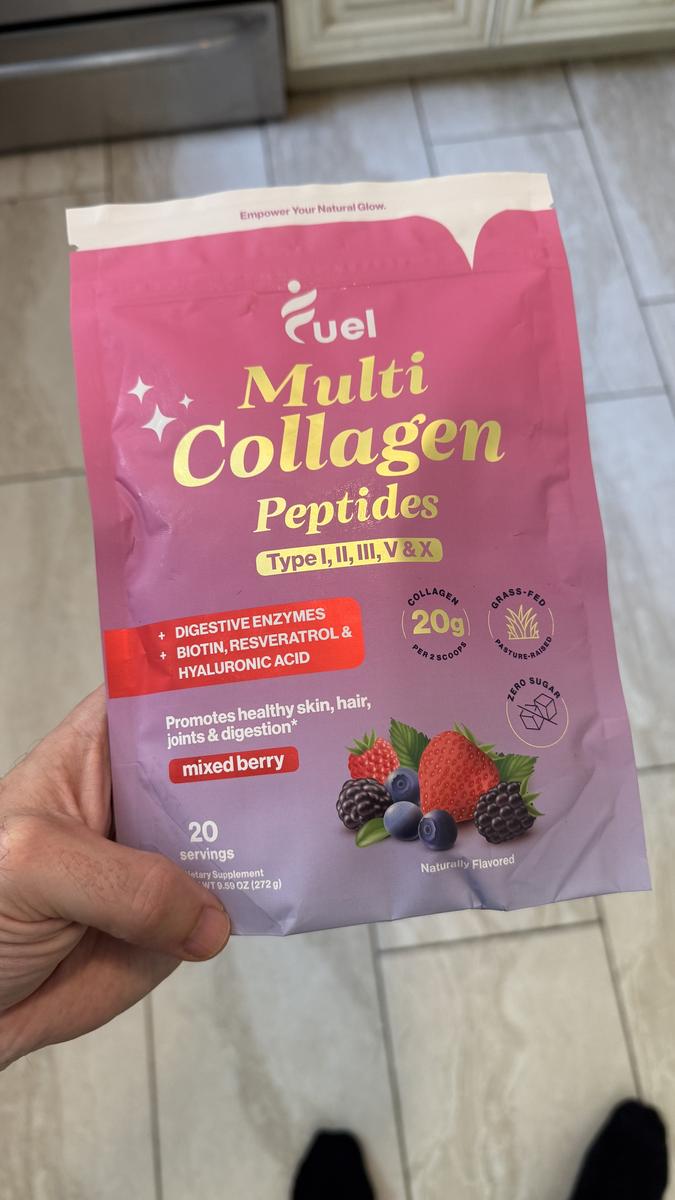 Empower Your Natural Glow.
Fuel
Multi
Collagen
Peptides
Type I, II, III, V & X
+ DIGESTIVE ENZYMES
+ BIOTIN, RESVERATROL &
HYALURONIC ACID
COLLAGEN
20g
PER 2 SCOOPS
GRASS-FED
PASTURE-RAISED
ZERO SUGAR
Promotes healthy skin, hair,
joints & digestion*
mixed berry
20
servings
Naturally Flavored
Supplement
WT 9.59 OZ (272 g)